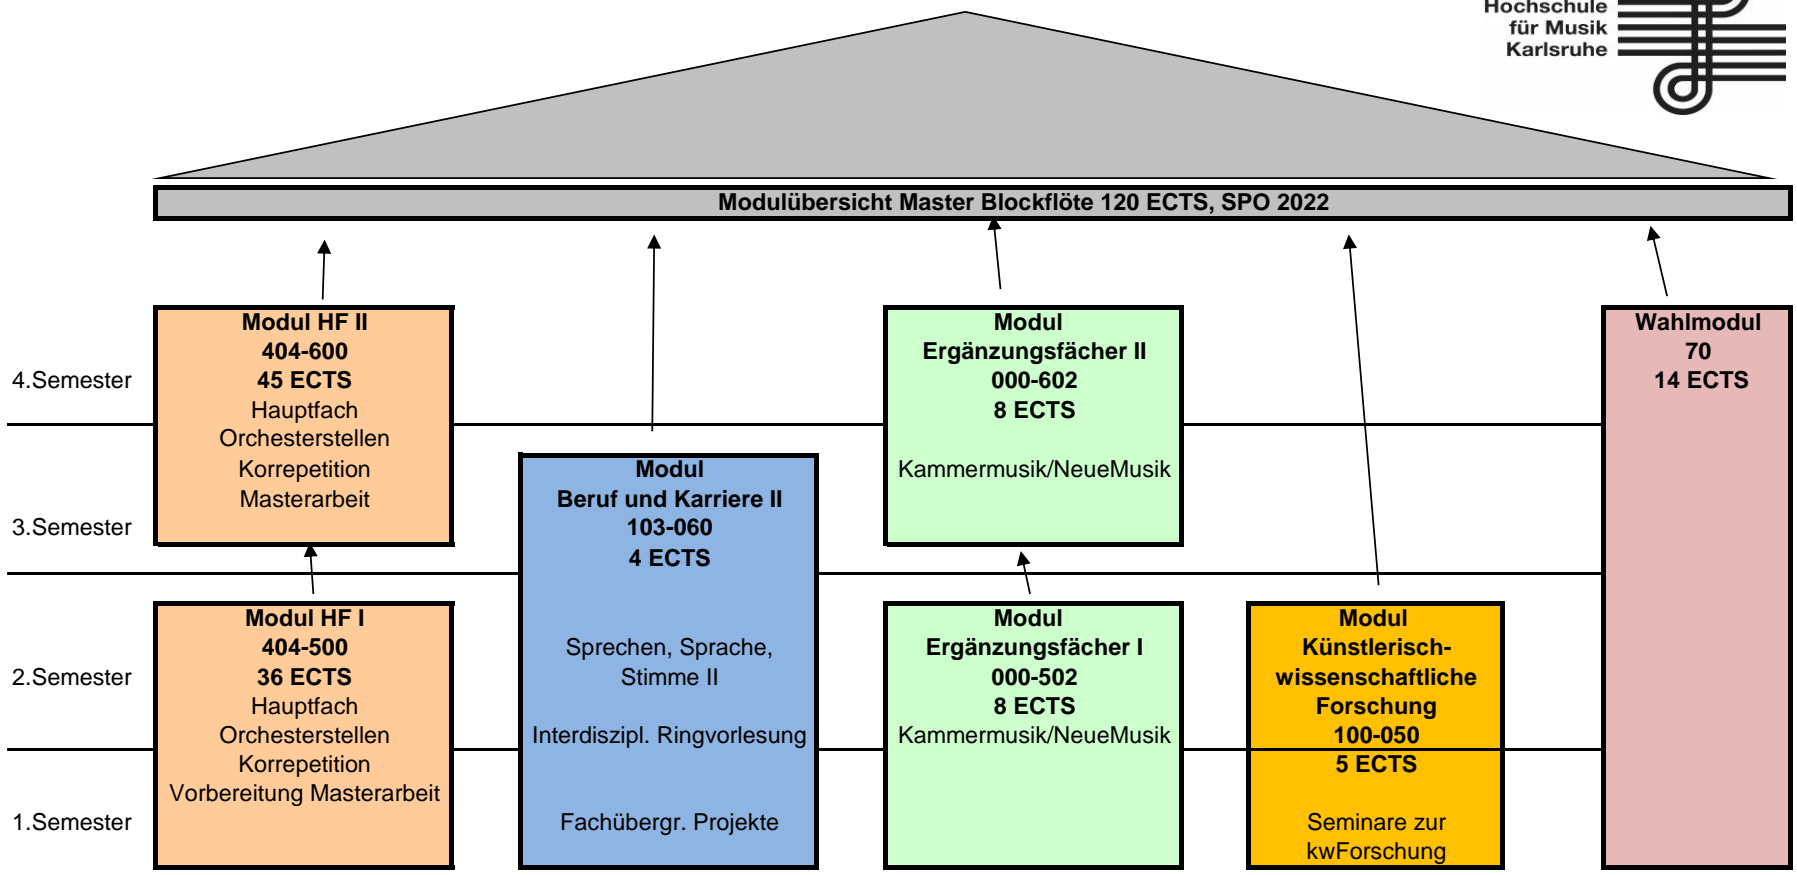 Hochschule
für Musik
Karlsruhe
Modulübersicht Master Blockflöte 120 ECTS, SPO 2022
4.Semester
3.Semester
2.Semester
1.Semester
Modul HF II
404-600
45 ECTS
Hauptfach
Orchesterstellen
Korrepetition
Masterarbeit
Modul HF I
404-500
36 ECTS
Hauptfach
Orchesterstellen
Korrepetition
Vorbereitung Masterarbeit
Modul
Beruf und Karriere II
103-060
4 ECTS
Sprechen, Sprache,
Stimme II
Interdiszipl. Ringvorlesung
Fachübergr. Projekte
Modul
Ergänzungsfächer II
000-602
8 ECTS
Kammermusik/NeueMusik
Modul
Ergänzungsfächer I
000-502
8 ECTS
Kammermusik/NeueMusik
Modul
Künstlerisch-
wissenschaftliche
Forschung
100-050
5 ECTS
Seminare zur
kwForschung
Wahlmodul
70
14 ECTS